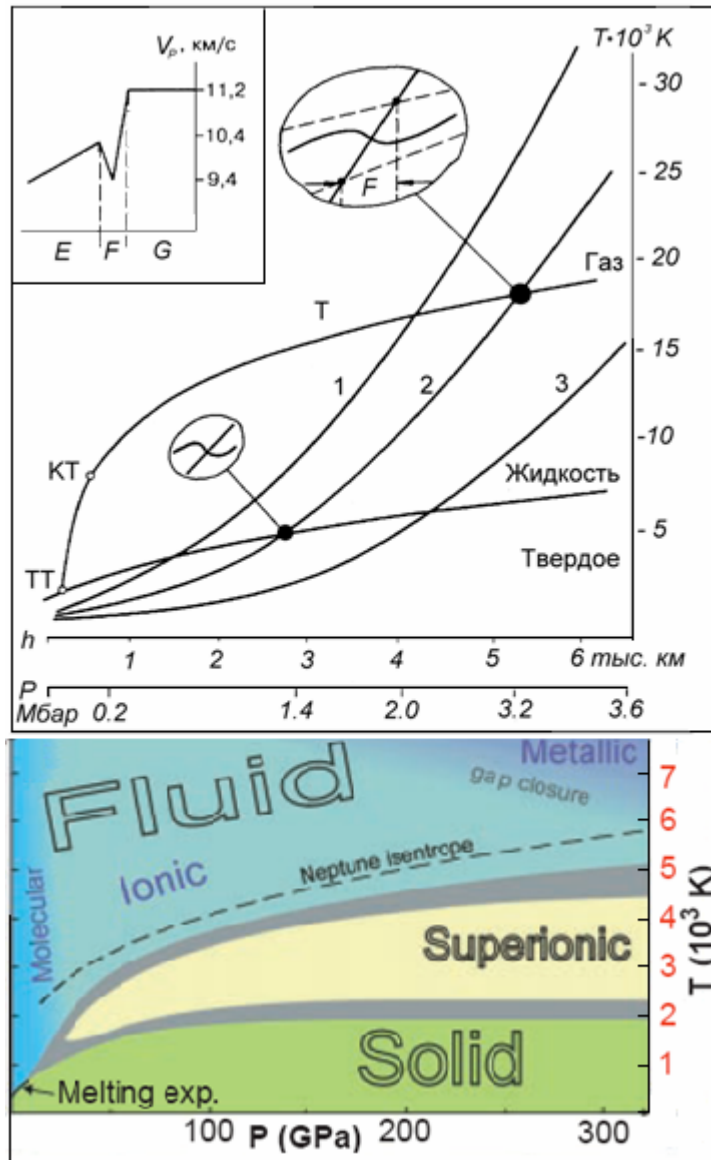 Vₚ, км/с
11,2
10,4
9,4
E F G
T·10³ K
30
25
20
15
10
5
F
Газ
T
1
2
3
КТ
Жидкость
ТТ
Твердое
h
1 2 3 4 5 6 тыс. км
P
Мбар 0.2 1.4 2.0 3.2 3.6
Fluid
Metallic
gap closure
Molecular
Ionic
Neptune isentrope
Superionic
Solid
Melting exp.
7
6
5
4
3
2
1
T (10³ K)
100 200 300
P (GPa)